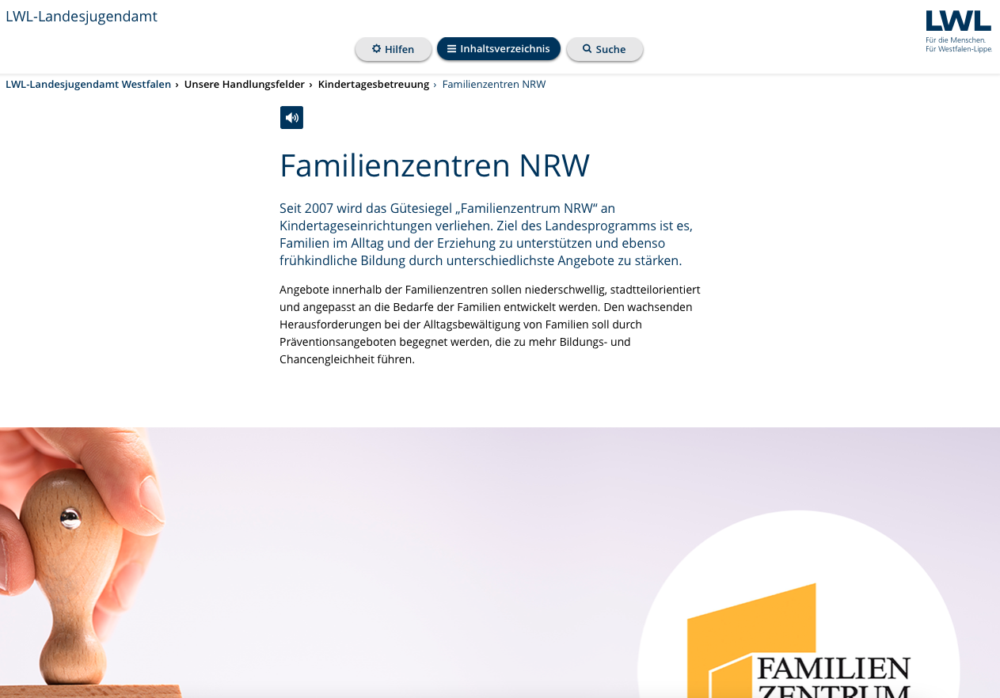 LWL-Landesjugendamt
LWL
Für die Menschen.
Für Westfalen-Lippe.
Hilfen
Inhaltsverzeichnis
Suche
LWL-Landesjugendamt Westfalen › Unsere Handlungsfelder › Kindertagesbetreuung › Familienzentren NRW
Familienzentren NRW
Seit 2007 wird das Gütesiegel „Familienzentrum NRW“ an
Kindertageseinrichtungen verliehen. Ziel des Landesprogramms ist es,
Familien im Alltag und der Erziehung zu unterstützen und ebenso
frühkindliche Bildung durch unterschiedlichste Angebote zu stärken.
Angebote innerhalb der Familienzentren sollen niederschwellig, stadtteilorientiert
und angepasst an die Bedarfe der Familien entwickelt werden. Den wachsenden
Herausforderungen bei der Alltagsbewältigung von Familien soll durch
Präventionsangeboten begegnet werden, die zu mehr Bildungs- und
Chancengleichheit führen.
FAMILIEN
ZENTRUM